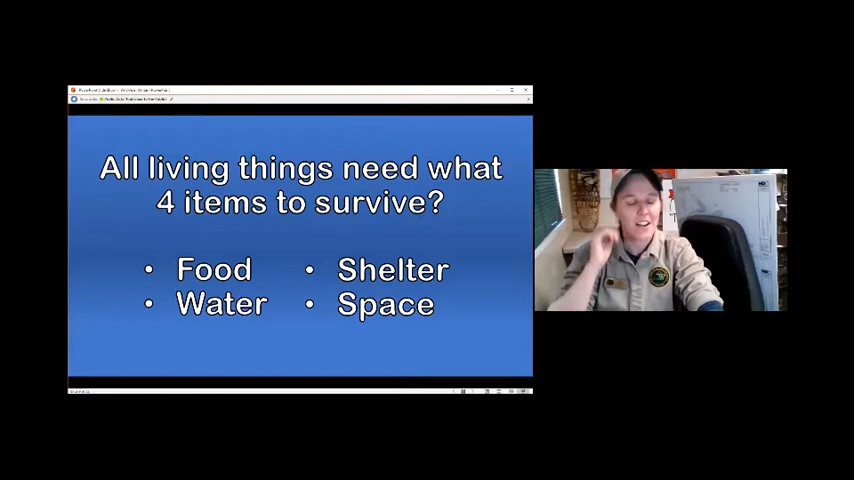 All living things need what
4 items to survive?
• Food • Shelter
• Water • Space